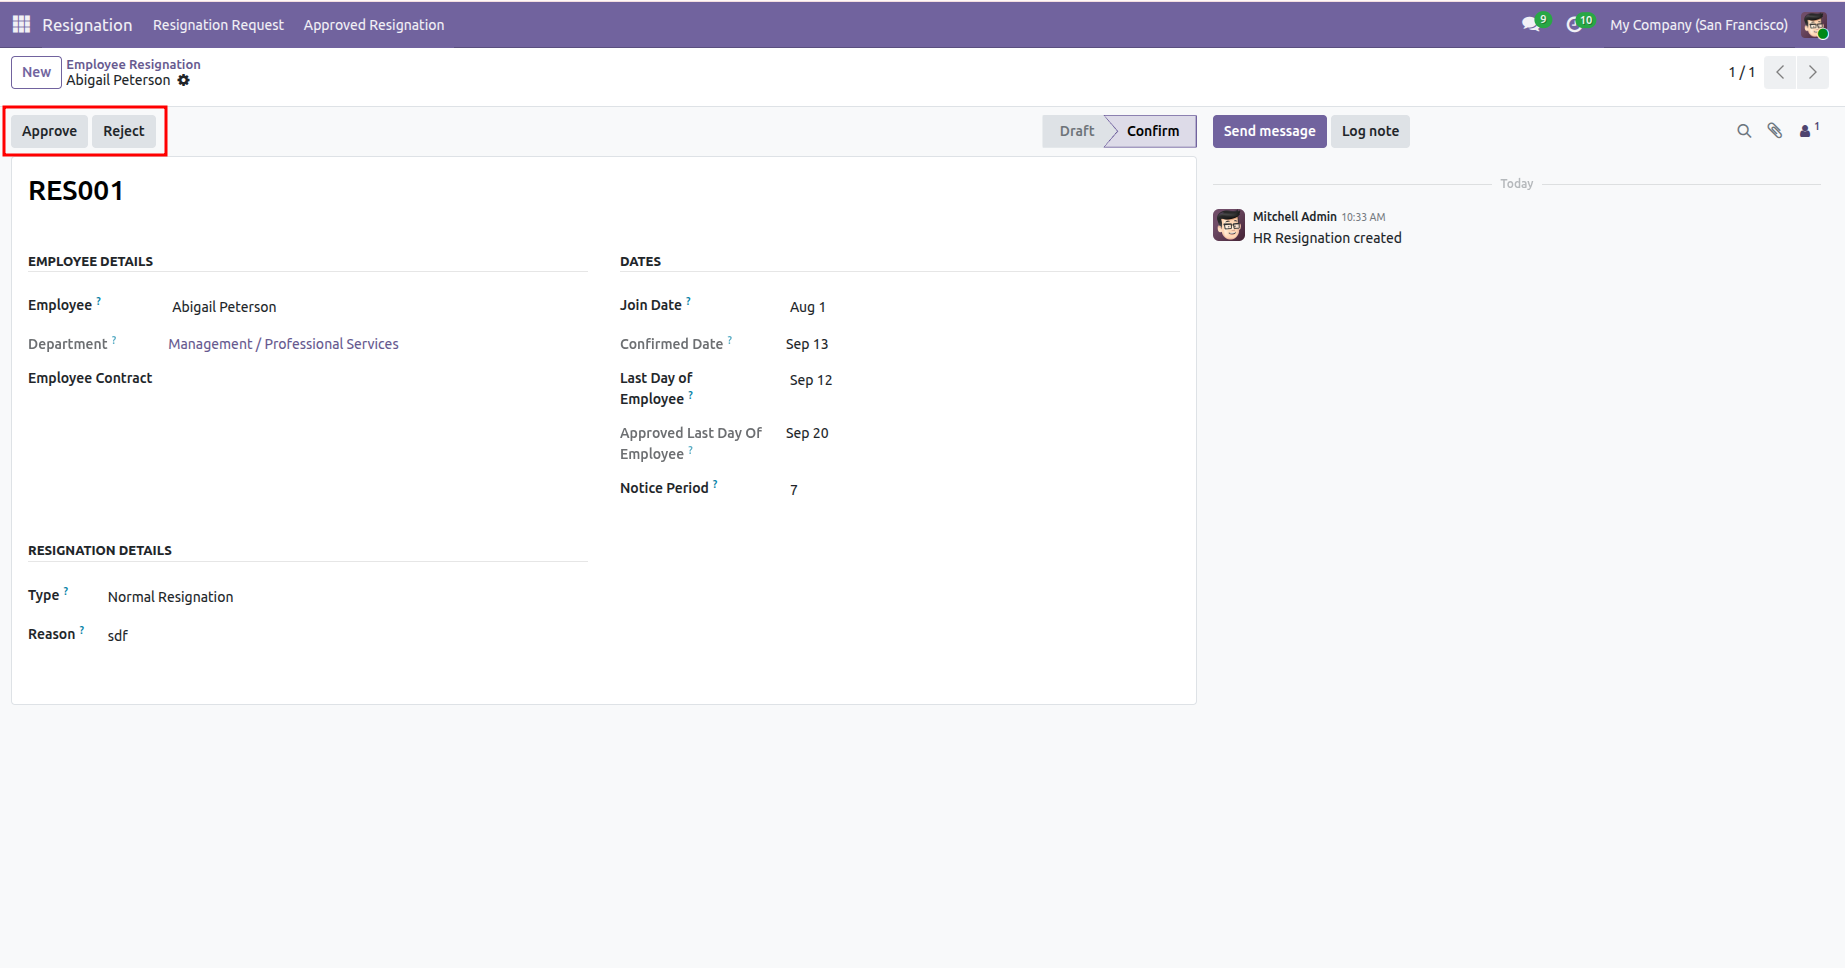 Resignation Resignation Request Approved Resignation 9 10 My Company (San Francisco)
New Employee Resignation
Abigail Peterson 1 / 1
Approve Reject Draft Confirm Send message Log note 1
RES001
Today
Mitchell Admin 10:33 AM
HR Resignation created
EMPLOYEE DETAILS
Employee ? Abigail Peterson
Department ? Management / Professional Services
Employee Contract
DATES
Join Date ? Aug 1
Confirmed Date ? Sep 13
Last Day of
Employee ? Sep 12
Approved Last Day Of
Employee ? Sep 20
Notice Period ? 7
RESIGNATION DETAILS
Type ? Normal Resignation
Reason ? sdf